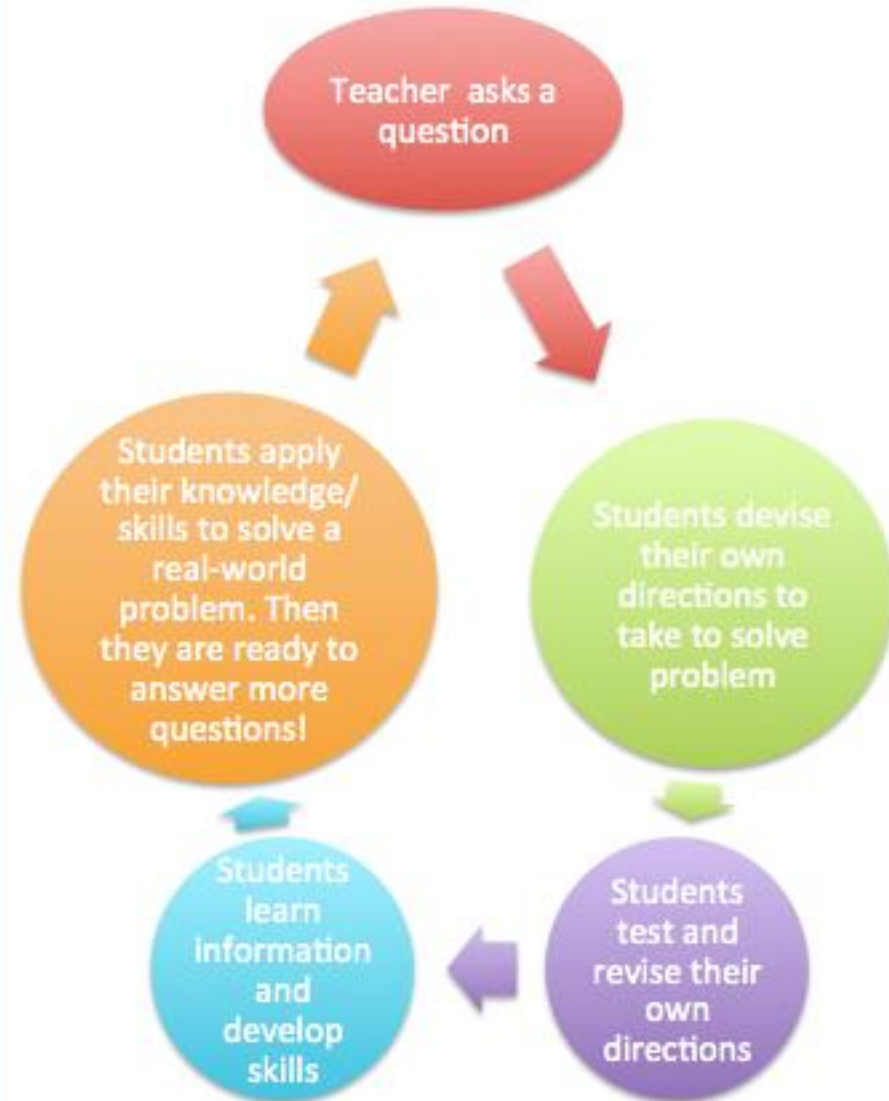 Teacher asks a
question
Students devise
their own
directions to
take to solve
problem
Students
test and
revise their
own
directions
Students
learn
information
and
develop
skills
Students apply
their knowledge/
skills to solve a
real-world
problem. Then
they are ready to
answer more
questions!